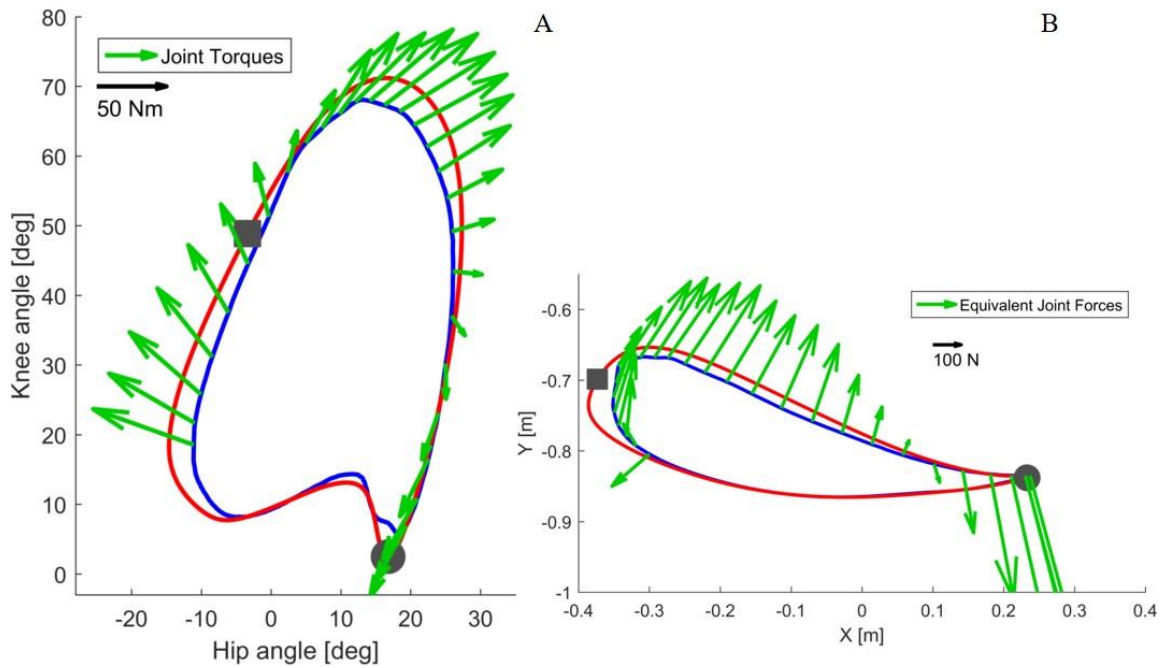 A
B
Joint Torques
50 Nm
80
70
60
50
40
30
20
10
0
Knee angle [deg]
-20
-10
0
10
20
30
Hip angle [deg]
Equivalent Joint Forces
100 N
-0.6
-0.7
-0.8
-0.9
-1
Y [m]
-0.4
-0.3
-0.2
-0.1
0
0.1
0.2
0.3
0.4
X [m]